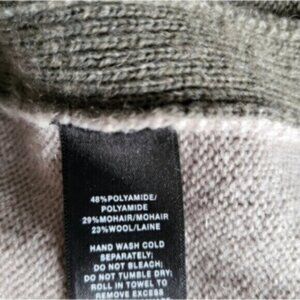 48%POLYAMIDE/
POLYAMIDE
29%MOHAIR/MOHAIR
23%WOOL/LAINE
HAND WASH COLD
SEPARATELY;
DO NOT BLEACH;
DO NOT TUMBLE DRY;
ROLL IN TOWEL TO
REMOVE EXCESS